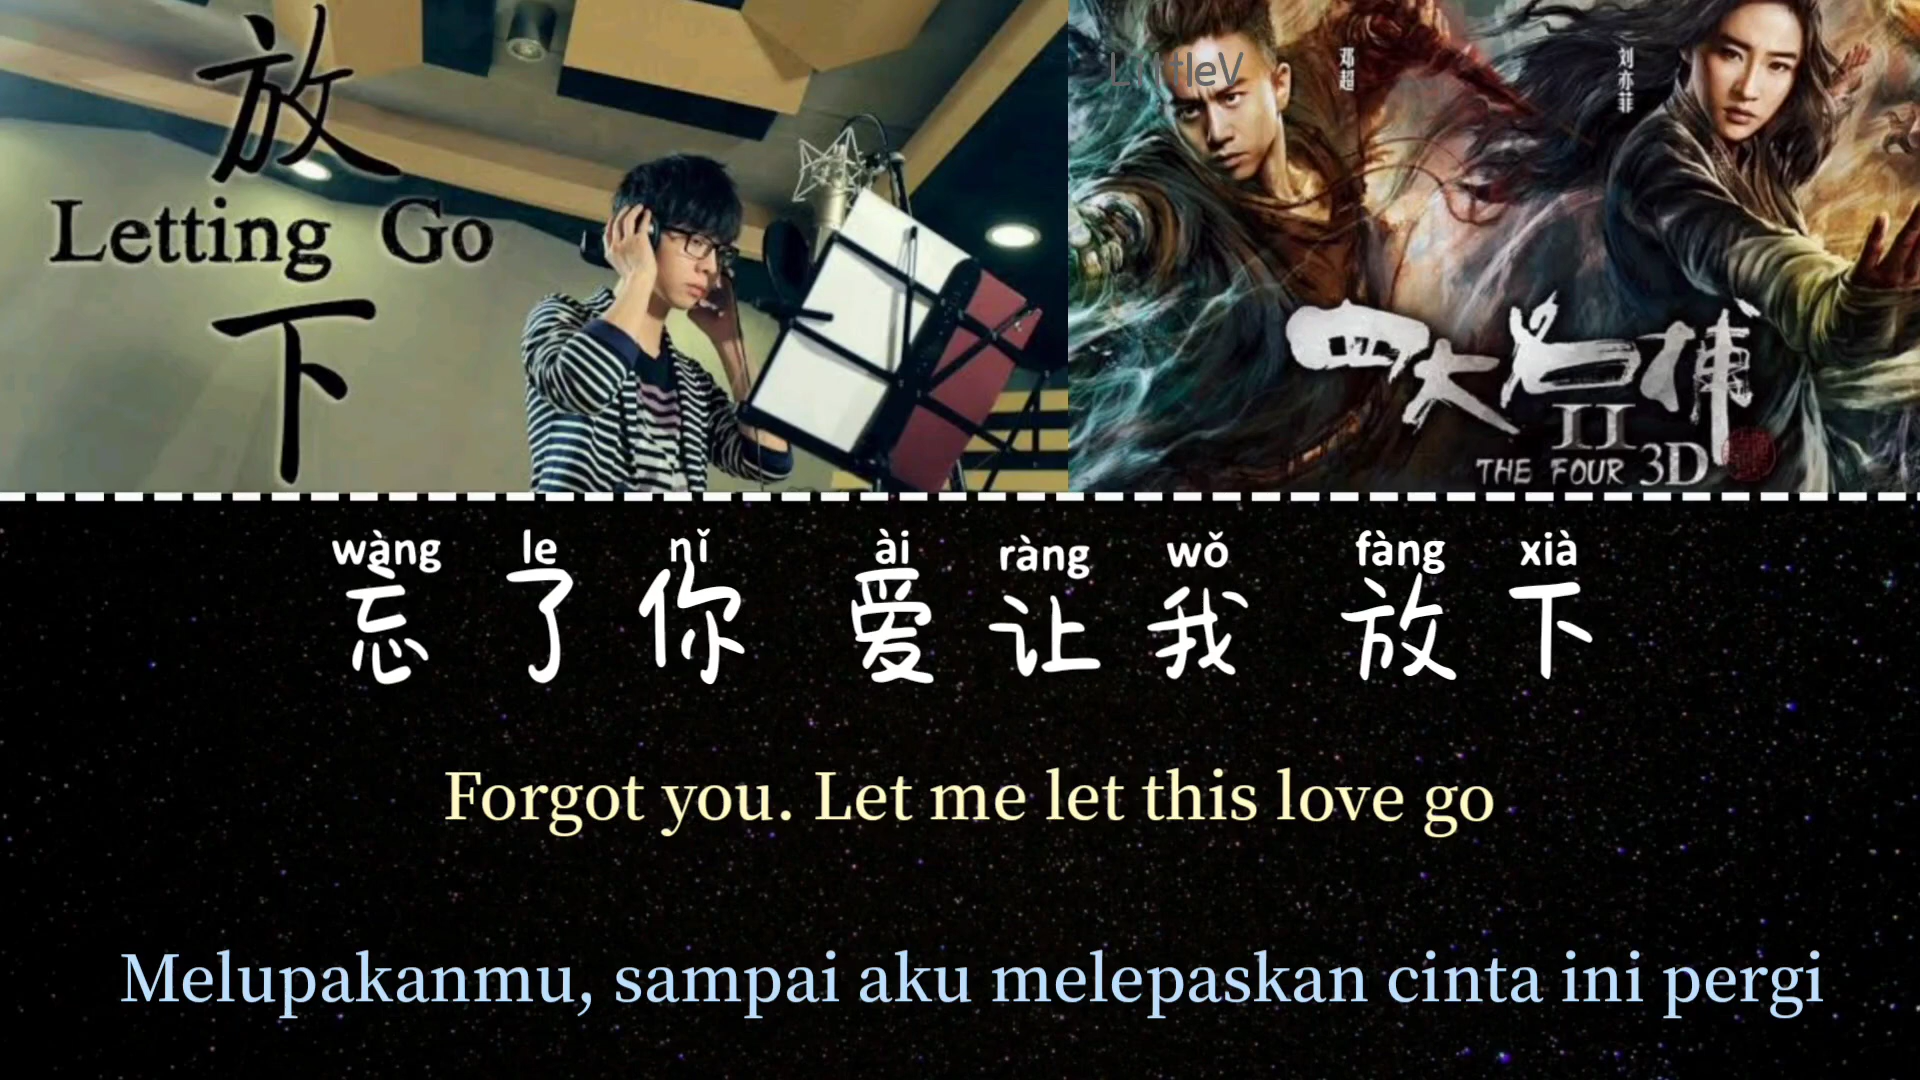 放
Letting Go
下
LittleV
邓超
刘亦菲
四大名捕
II
THE FOUR 3D
wàng le nǐ ài ràng wǒ fàng xià
忘了你 爱让我 放下
Forgot you. Let me let this love go
Melupakanmu, sampai aku melepaskan cinta ini pergi